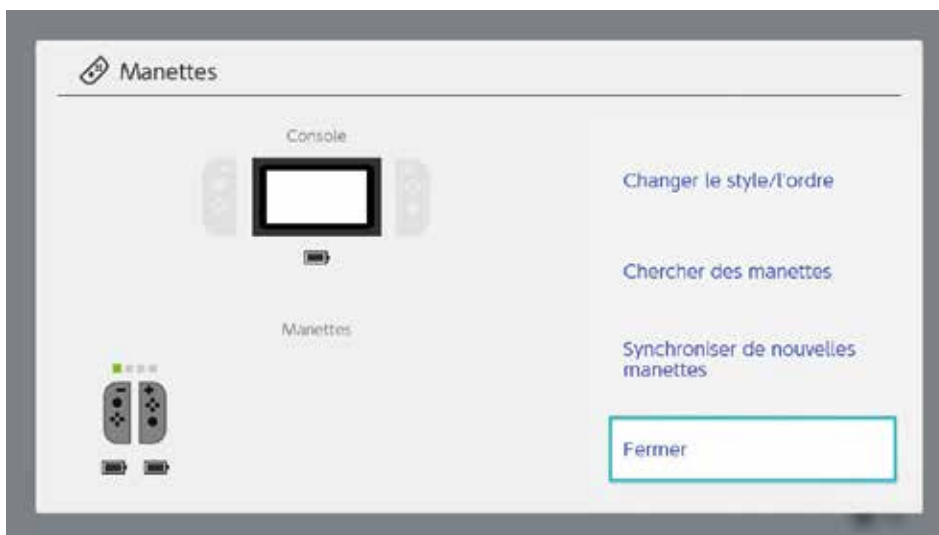 Manettes
Console
Changer le style/l'ordre
Chercher des manettes
Manettes
Synchroniser de nouvelles
manettes
Fermer